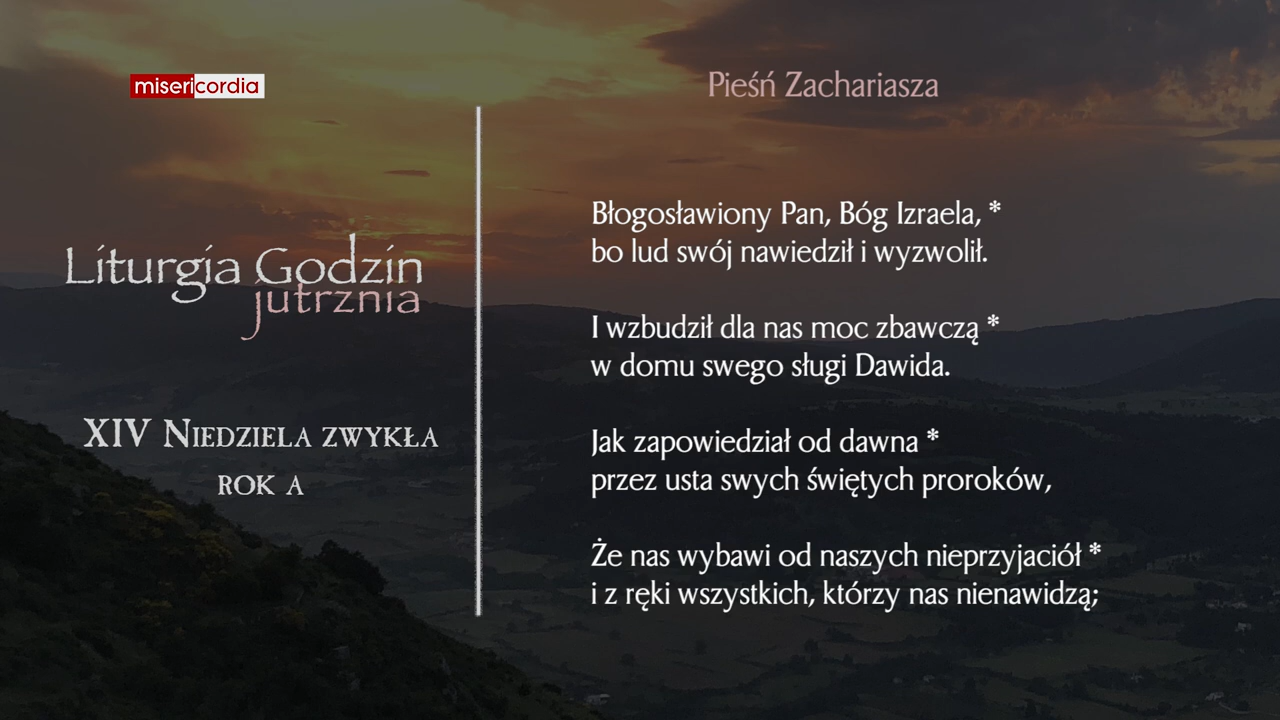 misericordia
Liturgia Godzin
jutrznia
XIV Niedziela zwykła
rok A
Pieśń Zachariasza
Błogosławiony Pan, Bóg Izraela, *
bo lud swój nawiedził i wyzwolił.
I wzbudził dla nas moc zbawczą *
w domu swego sługi Dawida.
Jak zapowiedział od dawna *
przez usta swych świętych proroków,
Że nas wybawi od naszych nieprzyjaciół *
i z ręki wszystkich, którzy nas nienawidzą;